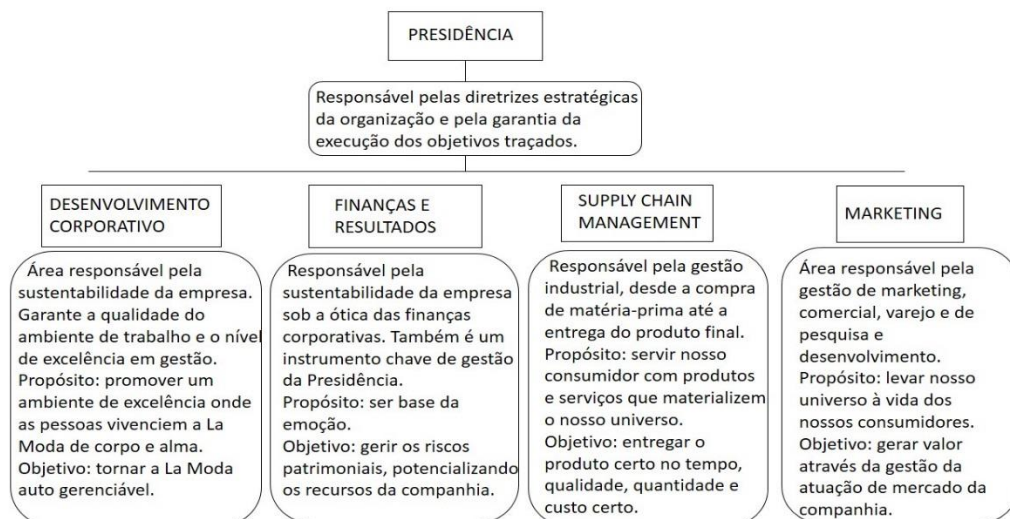 PRESIDÊNCIA
Responsável pelas diretrizes estratégicas
da organização e pela garantia da
execução dos objetivos traçados.
DESENVOLVIMENTO
CORPORATIVO
Área responsável pela
sustentabilidade da empresa.
Garante a qualidade do
ambiente de trabalho e o nível
de excelência em gestão.
Propósito: promover um
ambiente de excelência onde
as pessoas vivenciem a La
Moda de corpo e alma.
Objetivo: tornar a La Moda
auto gerenciável.
FINANÇAS E
RESULTADOS
Responsável pela
sustentabilidade da empresa
sob a ótica das finanças
corporativas. Também é um
instrumento chave de gestão
da Presidência.
Propósito: ser base da
emoção.
Objetivo: gerir os riscos
patrimoniais, potencializando
os recursos da companhia.
SUPPLY CHAIN
MANAGEMENT
Responsável pela gestão
industrial, desde a compra
de matéria-prima até a
entrega do produto final.
Propósito: servir nosso
consumidor com produtos
e serviços que materializem
o nosso universo.
Objetivo: entregar o
produto certo no tempo,
qualidade, quantidade e
custo certo.
MARKETING
Área responsável pela
gestão de marketing,
comercial, varejo e de
pesquisa e
desenvolvimento.
Propósito: levar nosso
universo à vida dos
nossos consumidores.
Objetivo: gerar valor
através da gestão da
atuação de mercado da
companhia.